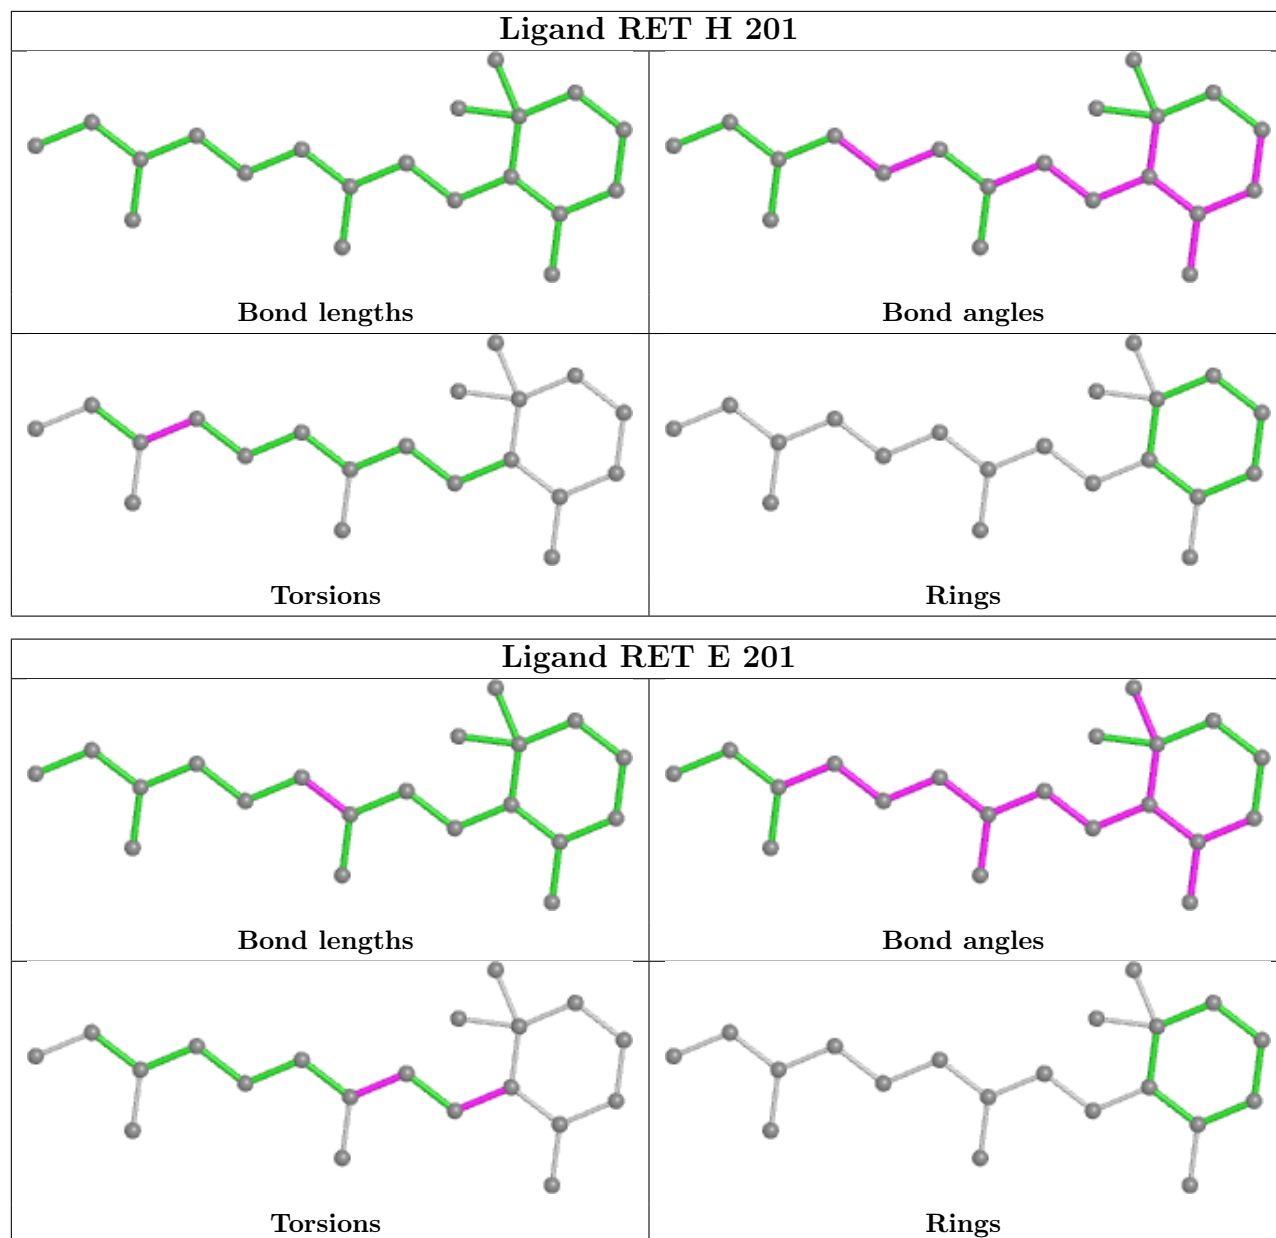 Ligand RET H 201
Bond lengths
Bond angles
Torsions
Rings
Ligand RET E 201
Bond lengths
Bond angles
Torsions
Rings